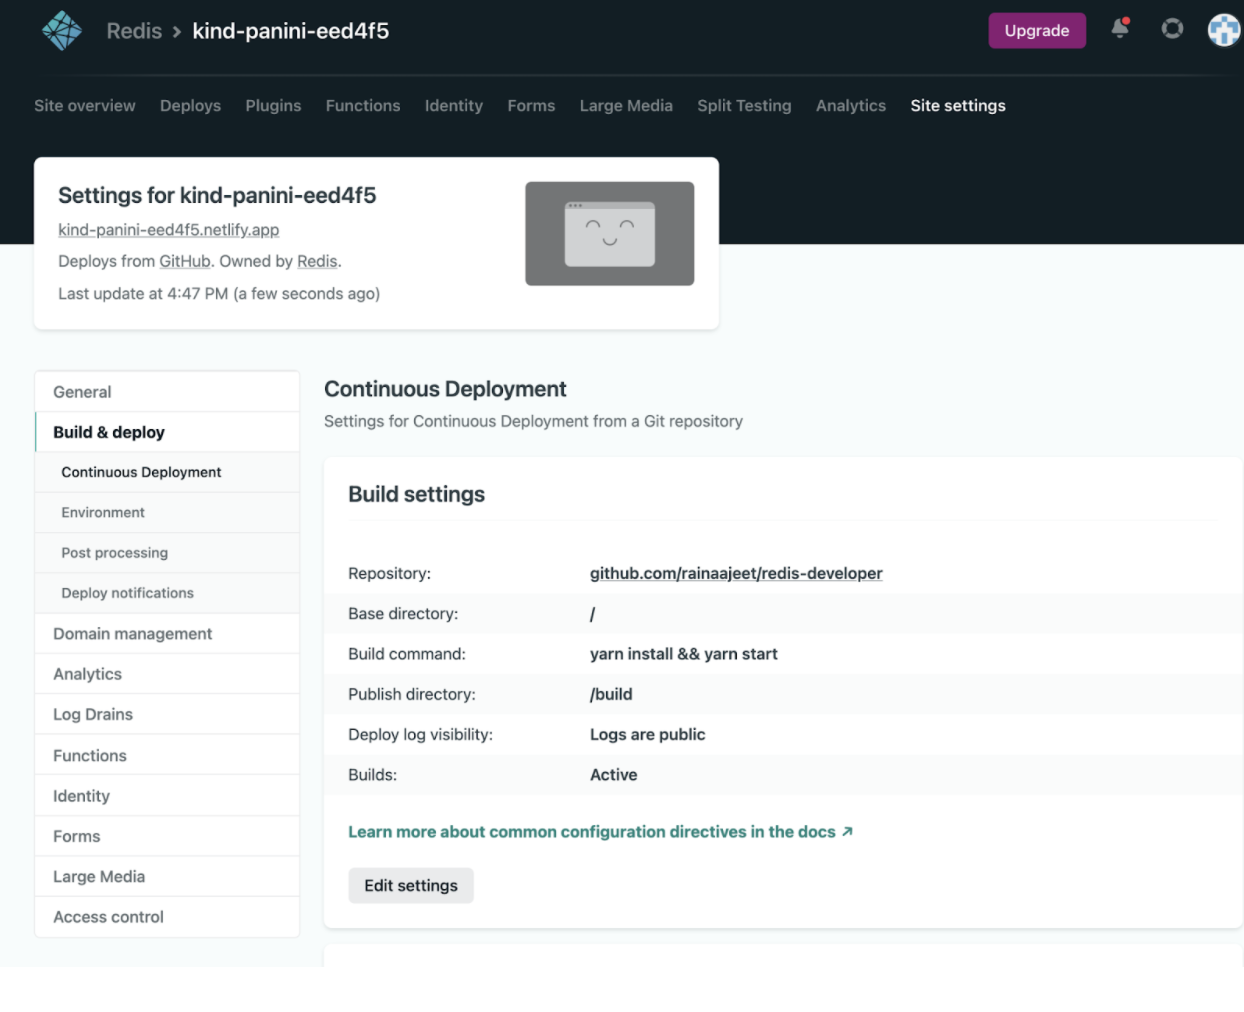 Redis > kind-panini-eed4f5
Upgrade
Site overview Deploys Plugins Functions Identity Forms Large Media Split Testing Analytics Site settings
Settings for kind-panini-eed4f5
kind-panini-eed4f5.netlify.app
Deploys from GitHub. Owned by Redis.
Last update at 4:47 PM (a few seconds ago)
General
Build & deploy
Continuous Deployment
Environment
Post processing
Deploy notifications
Domain management
Analytics
Log Drains
Functions
Identity
Forms
Large Media
Access control
Continuous Deployment
Settings for Continuous Deployment from a Git repository
Build settings
Repository: github.com/rainaajeet/redis-developer
Base directory: /
Build command: yarn install && yarn start
Publish directory: /build
Deploy log visibility: Logs are public
Builds: Active
Learn more about common configuration directives in the docs ↗
Edit settings